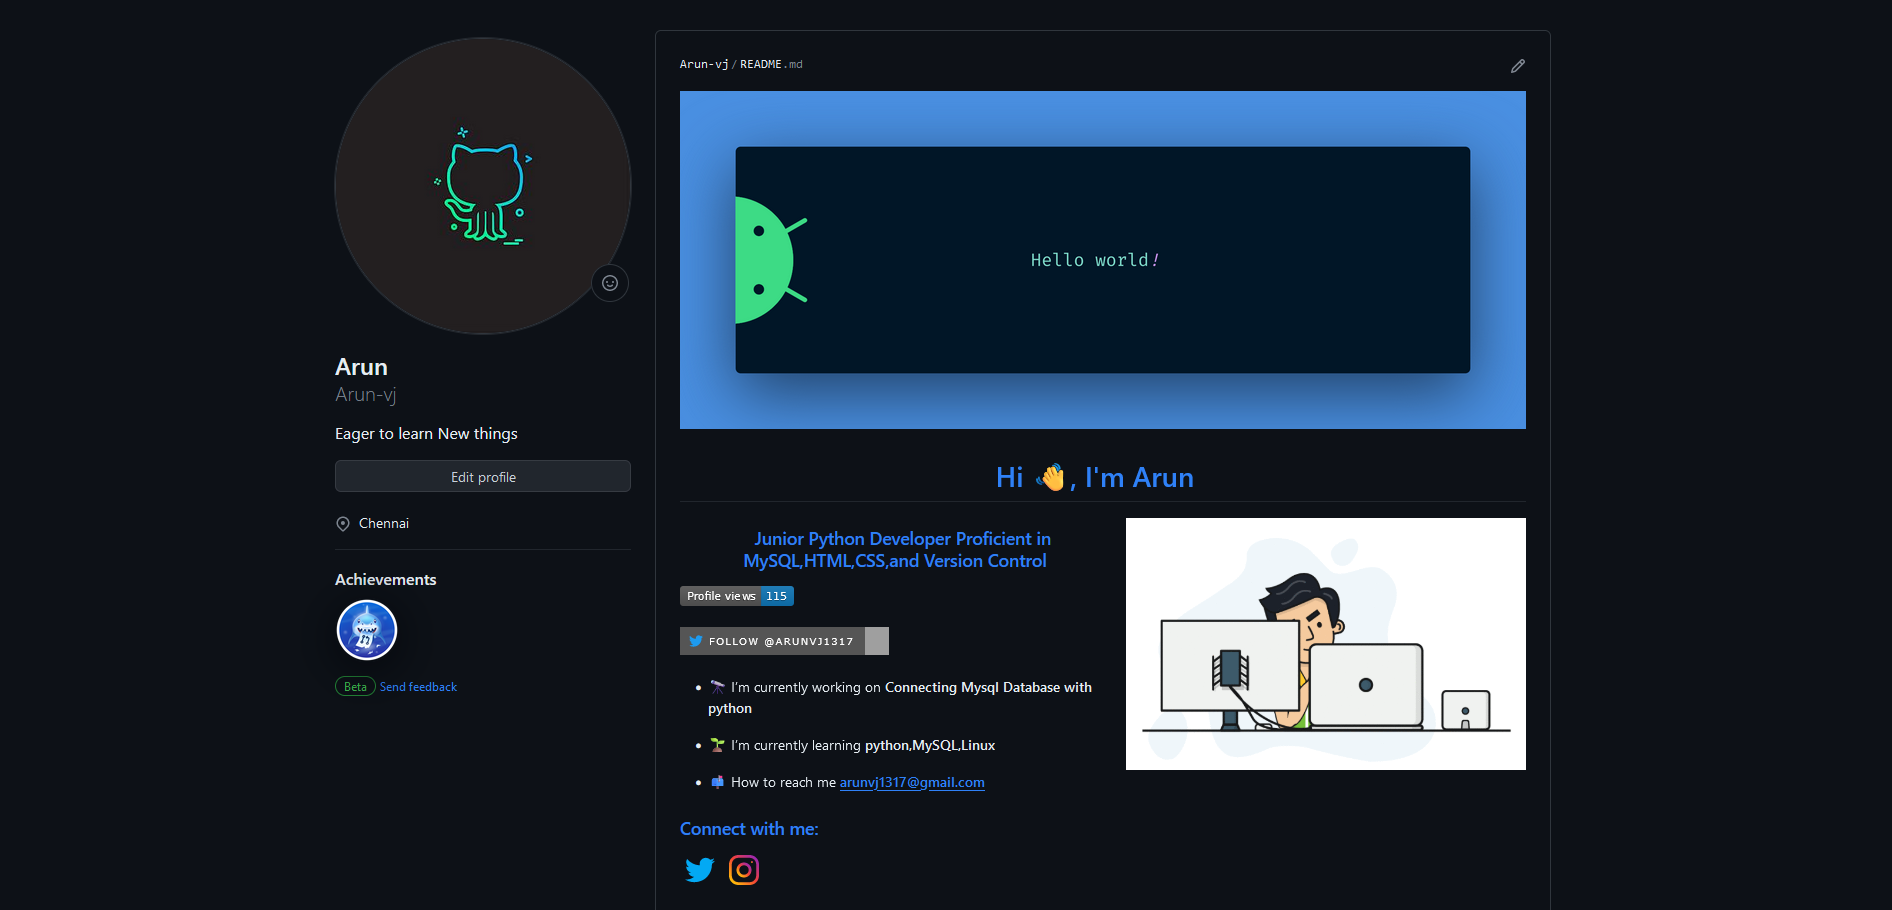 Arun
Arun-vj
Eager to learn New things
Edit profile
Chennai
Achievements
Beta Send feedback
Arun-vj/README.md
Hello world!
Hi 👋, I'm Arun
Junior Python Developer Proficient in
MySQL,HTML,CSS,and Version Control
Profile views 115
FOLLOW @ARUNVJ1317
• 🔭 I'm currently working on Connecting Mysql Database with
python
• 🌱 I'm currently learning python,MySQL,Linux
• 📫 How to reach me arunvj1317@gmail.com
Connect with me: